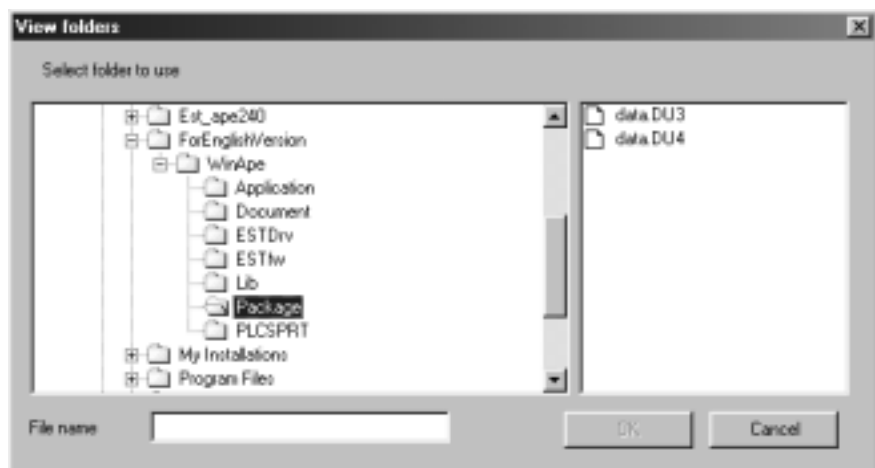 View folders
Select folder to use
Est_ape240
ForEnglishVersion
WinApe
Application
Document
ESTDrv
ESTfw
Lib
Package
PLCSPRT
My Installations
Program Files
data.DU3
data.DU4
File name
OK
Cancel